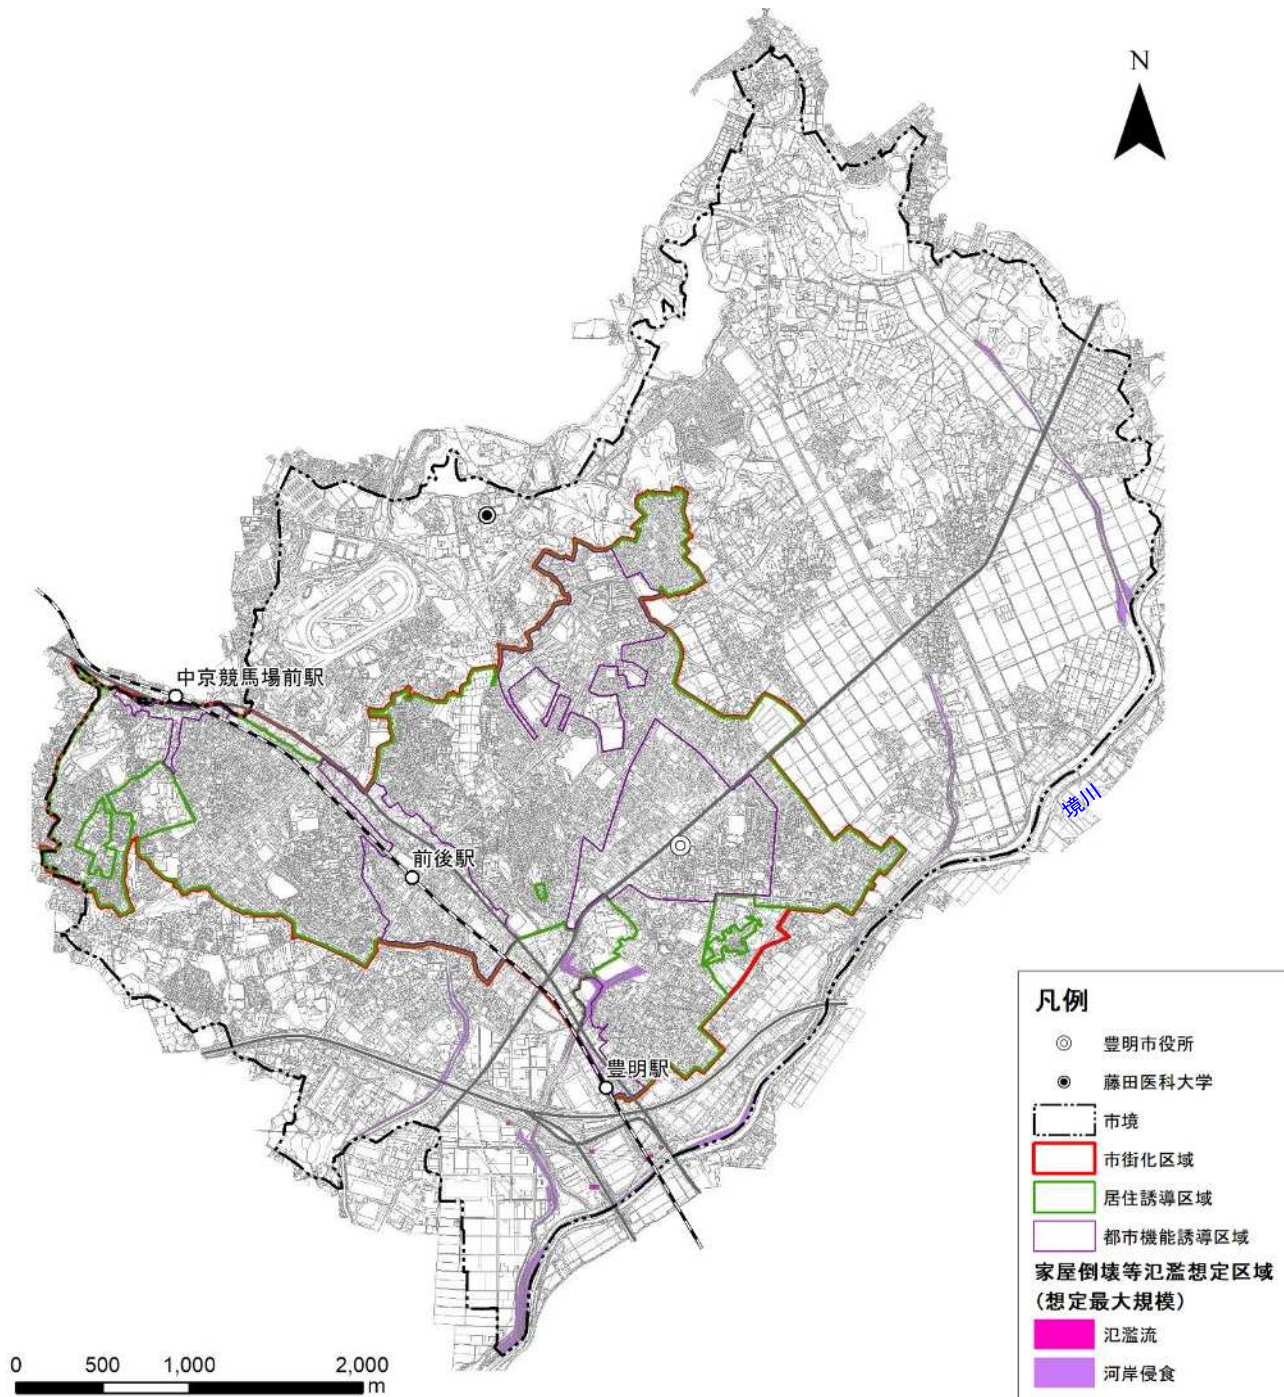 N
中京競馬場前駅
境川
前後駅
豊明駅
凡例
豊明市役所
藤田医科大学
市境
市街化区域
居住誘導区域
都市機能誘導区域
家屋倒壊等氾濫想定区域
(想定最大規模)
氾濫流
河岸侵食
0 500 1,000 2,000
m